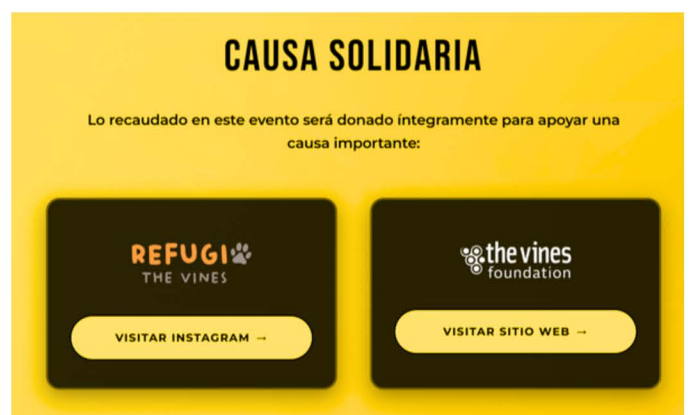 CAUSA SOLIDARIA
Lo recaudado en este evento será donado íntegramente para apoyar una
causa importante:
REFUGI
THE VINES
VISITAR INSTAGRAM →
the vines
foundation
VISITAR SITIO WEB →